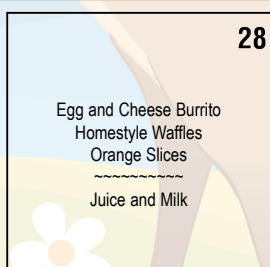 28
Egg and Cheese Burrito
Homestyle Waffles
Orange Slices
~~~~~~~~~~
Juice and Milk